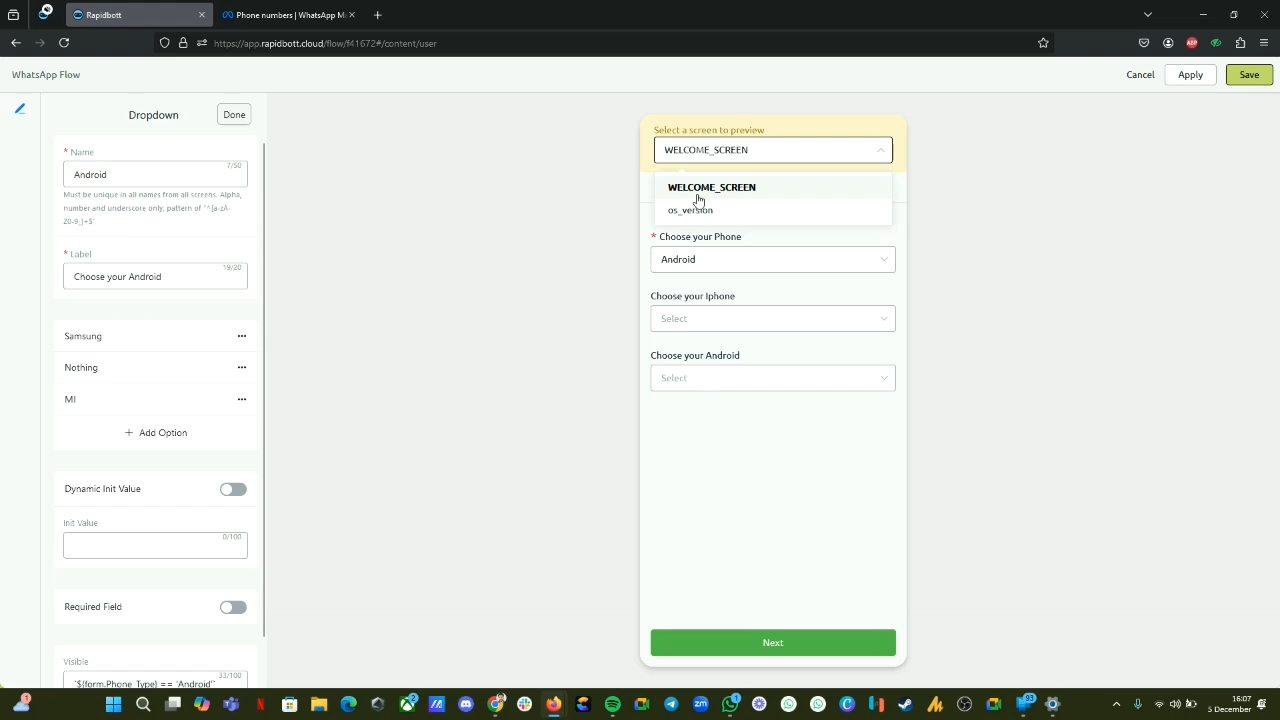 Rapidbott
Phone numbers | WhatsApp M
https://app.rapidbott.cloud/flow/f41672#/content/user
WhatsApp Flow
Cancel
Apply
Save
Dropdown
Done
* Name
7/50
Android
Must be unique in all names from all screens. Alpha,
number and underscore only, pattern of "^[a-zA-
Z0-9_]+$"
* Label
19/20
Choose your Android
Samsung
Nothing
MI
+ Add Option
Dynamic Init Value
Init Value
0/100
Required Field
Visible
33/100
`${form.Phone_Type} == 'Android'`
Select a screen to preview
WELCOME_SCREEN
WELCOME_SCREEN
os_version
* Choose your Phone
Android
Choose your Iphone
Select
Choose your Android
Select
Next
16:07
5 December